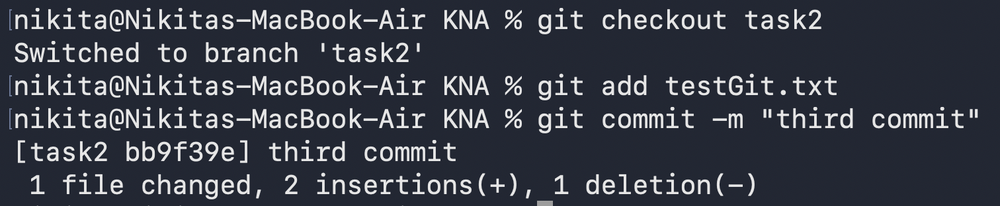 [nikita@Nikitas-MacBook-Air KNA % git checkout task2
Switched to branch 'task2'
[nikita@Nikitas-MacBook-Air KNA % git add testGit.txt
[nikita@Nikitas-MacBook-Air KNA % git commit -m "third commit"
[task2 bb9f39e] third commit
 1 file changed, 2 insertions(+), 1 deletion(-)